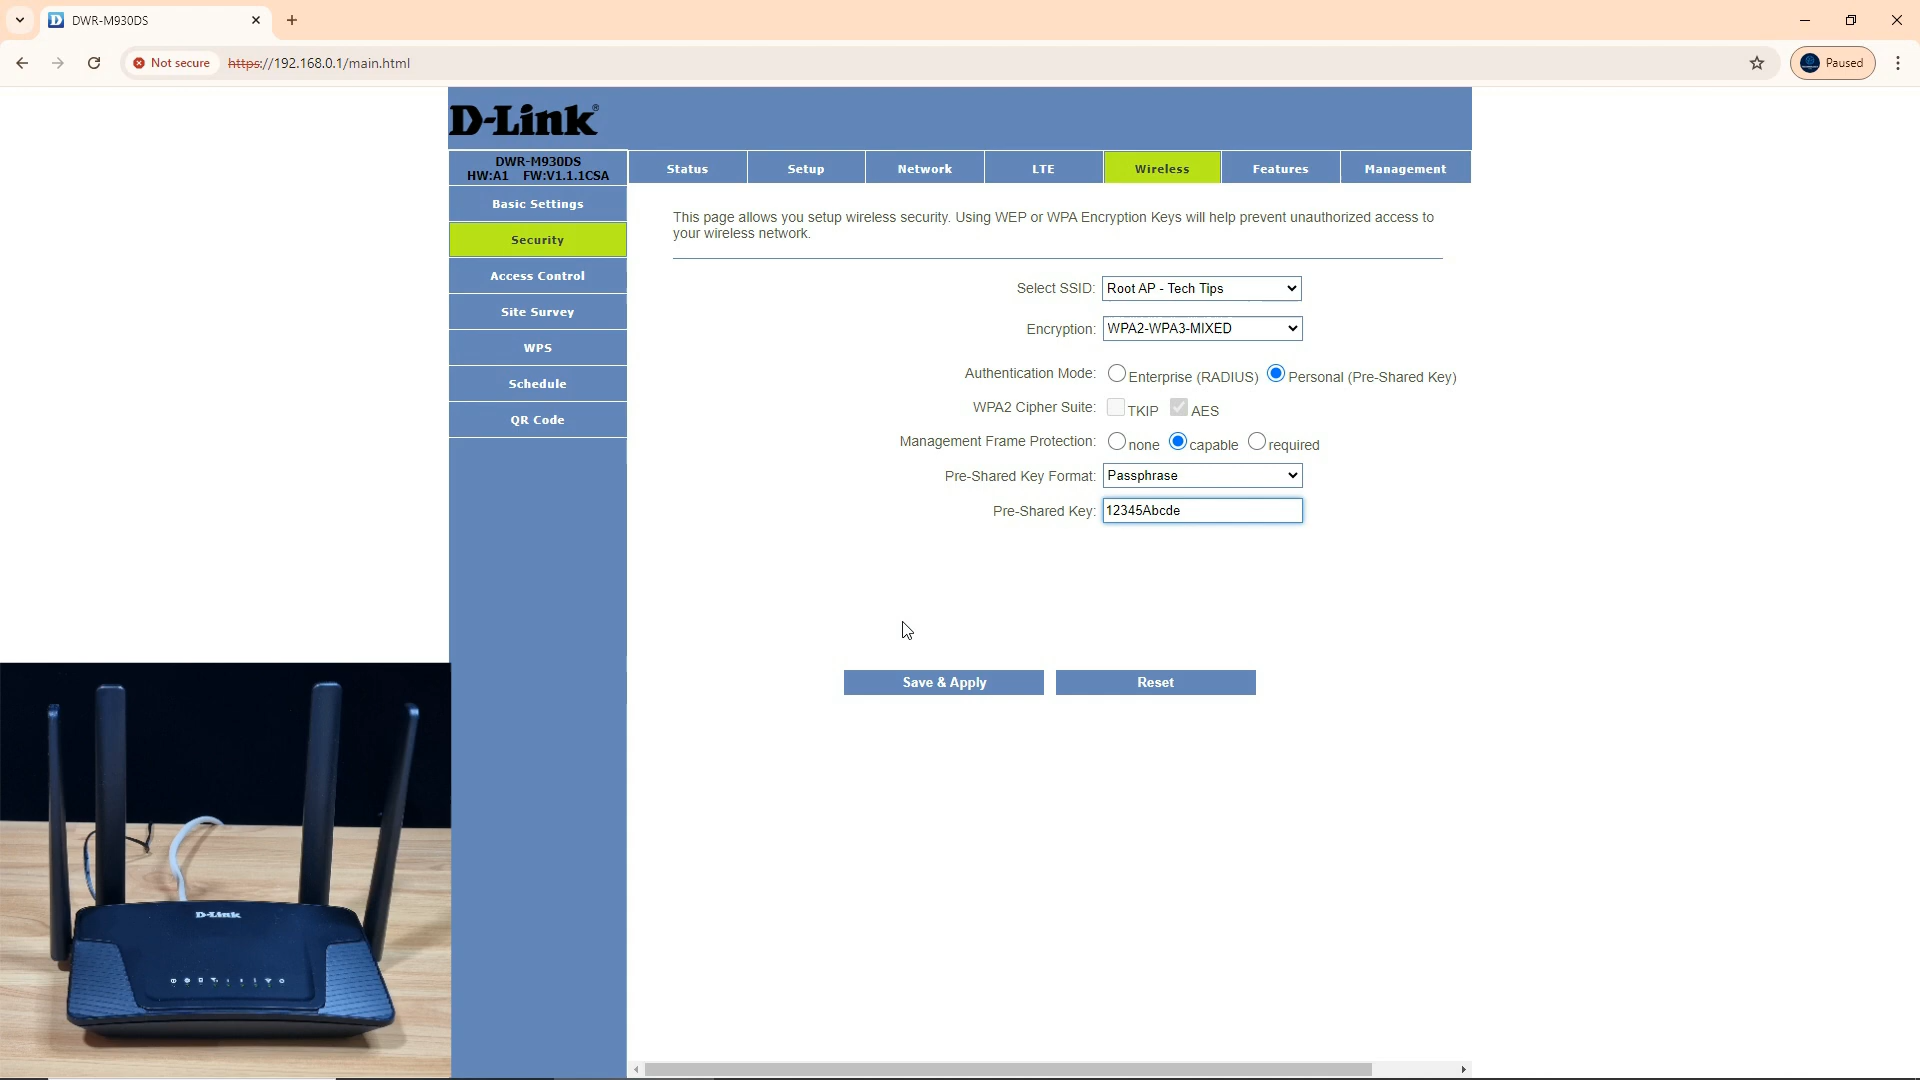 DWR-M930DS
Not secure
https://192.168.0.1/main.html
Paused
D-Link®
DWR-M930DS
HW:A1 FW:V1.1.1CSA
Status
Setup
Network
LTE
Wireless
Features
Management
Basic Settings
Security
Access Control
Site Survey
WPS
Schedule
QR Code
This page allows you setup wireless security. Using WEP or WPA Encryption Keys will help prevent unauthorized access to
your wireless network.
Select SSID: Root AP - Tech Tips
Encryption: WPA2-WPA3-MIXED
Authentication Mode: Enterprise (RADIUS) Personal (Pre-Shared Key)
WPA2 Cipher Suite: TKIP AES
Management Frame Protection: none capable required
Pre-Shared Key Format: Passphrase
Pre-Shared Key: 12345Abcde
Save & Apply
Reset
D-Link